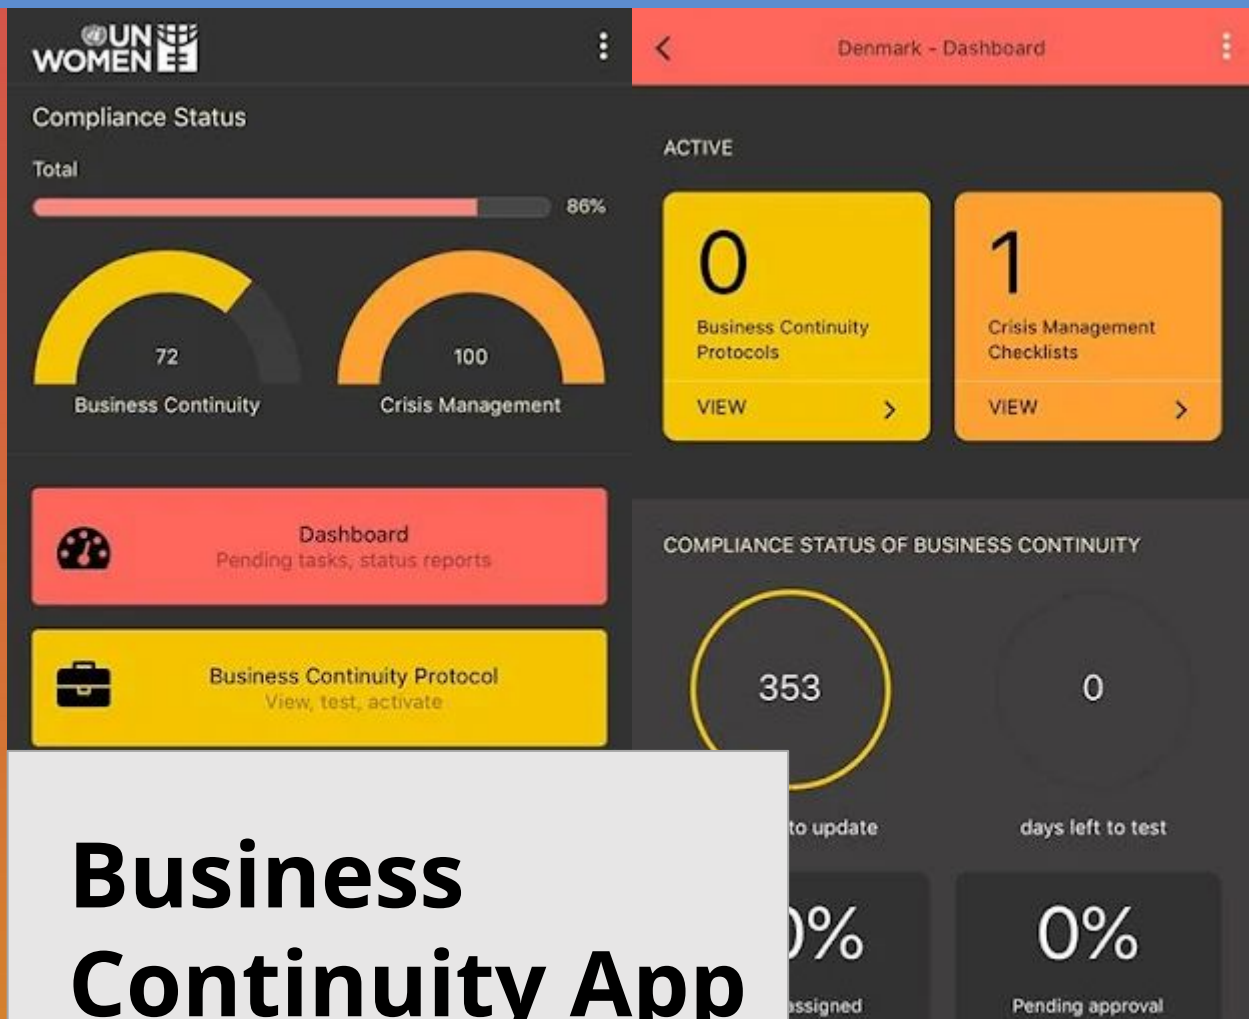 UN
WOMEN
Compliance Status
Total
86%
72
Business Continuity
100
Crisis Management
Dashboard
Pending tasks, status reports
Business Continuity Protocol
View, test, activate
Denmark - Dashboard
ACTIVE
0
Business Continuity
Protocols
VIEW
1
Crisis Management
Checklists
VIEW
COMPLIANCE STATUS OF BUSINESS CONTINUITY
353
to update
0
days left to test
%
0%
Pending approval
Business
Continuity App